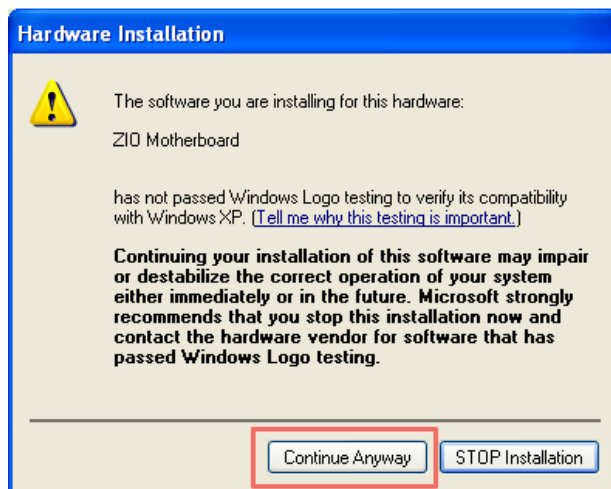 Hardware Installation
The software you are installing for this hardware:
ZIO Motherboard
has not passed Windows Logo testing to verify its compatibility
with Windows XP. (Tell me why this testing is important.)
Continuing your installation of this software may impair
or destabilize the correct operation of your system
either immediately or in the future. Microsoft strongly
recommends that you stop this installation now and
contact the hardware vendor for software that has
passed Windows Logo testing.
Continue Anyway
STOP Installation